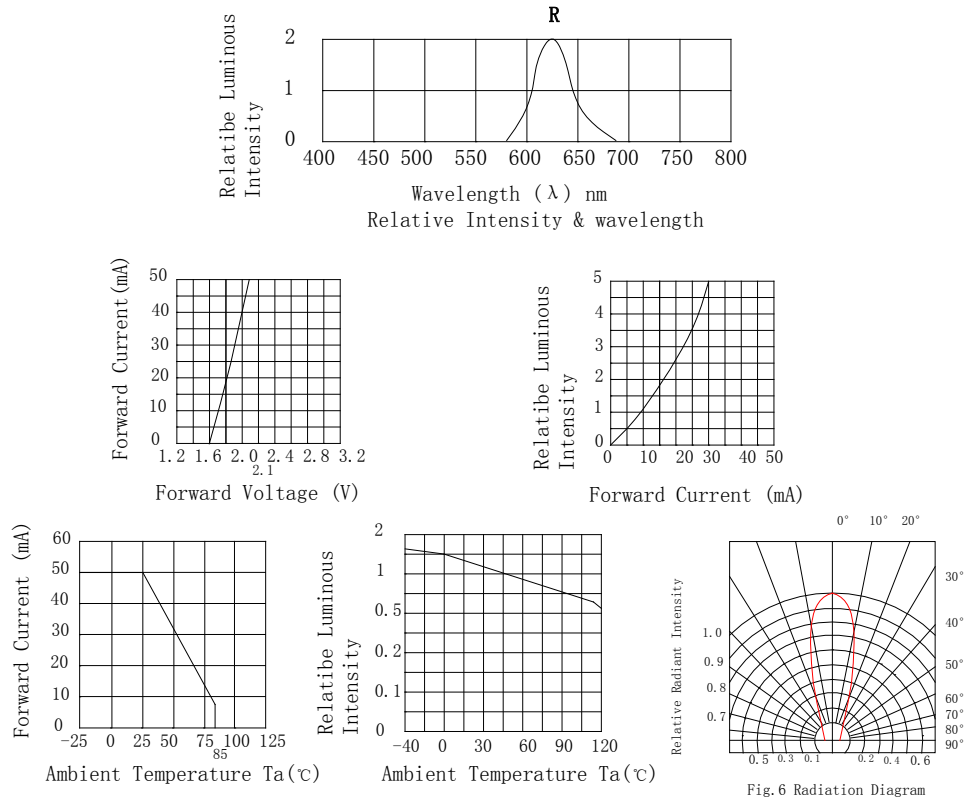 R
Relatibe Luminous
Intensity
2
1
0
400 450 500 550 600 650 700 750 800
Wavelength (λ) nm
Relative Intensity & wavelength
Forward Current(mA)
50
40
30
20
10
0
1.2 1.6 2.0 2.4 2.8 3.2
2.1
Forward Voltage (V)
Relatibe Luminous
Intensity
5
4
3
2
1
0
0 10 20 30 40 50
Forward Current (mA)
Forward Current (mA)
60
50
40
30
20
10
0
-25 0 25 50 75 100 125
85
Ambient Temperature Ta(℃)
Relatibe Luminous
Intensity
2
1
0.5
0.2
0.1
0
-40 0 30 60 90 120
Ambient Temperature Ta(℃)
0° 10° 20°
30°
40°
50°
60°
70°
80°
90°
Relative Radiant Intensity
1.0
0.9
0.8
0.7
0.5 0.3 0.1 0.2 0.4 0.6
Fig.6 Radiation Diagram